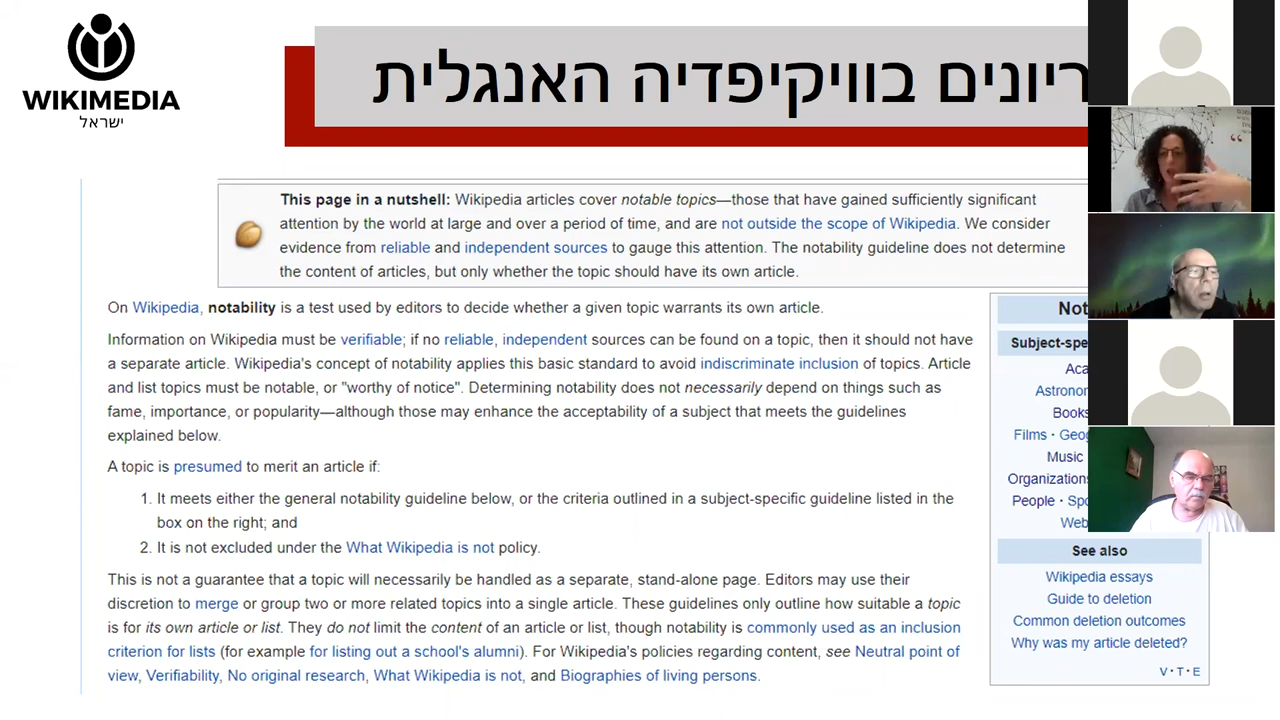 WIKIMEDIA
ישראל
ריונים בוויקיפדיה האנגלית
This page in a nutshell: Wikipedia articles cover notable topics—those that have gained sufficiently significant
attention by the world at large and over a period of time, and are not outside the scope of Wikipedia. We consider
evidence from reliable and independent sources to gauge this attention. The notability guideline does not determine
the content of articles, but only whether the topic should have its own article.
On Wikipedia, notability is a test used by editors to decide whether a given topic warrants its own article.
Information on Wikipedia must be verifiable; if no reliable, independent sources can be found on a topic, then it should not have
a separate article. Wikipedia's concept of notability applies this basic standard to avoid indiscriminate inclusion of topics. Article
and list topics must be notable, or "worthy of notice". Determining notability does not necessarily depend on things such as
fame, importance, or popularity—although those may enhance the acceptability of a subject that meets the guidelines
explained below.
A topic is presumed to merit an article if:
1. It meets either the general notability guideline below, or the criteria outlined in a subject-specific guideline listed in the
box on the right; and
2. It is not excluded under the What Wikipedia is not policy.
This is not a guarantee that a topic will necessarily be handled as a separate, stand-alone page. Editors may use their
discretion to merge or group two or more related topics into a single article. These guidelines only outline how suitable a topic
is for its own article or list. They do not limit the content of an article or list, though notability is commonly used as an inclusion
criterion for lists (for example for listing out a school's alumni). For Wikipedia's policies regarding content, see Neutral point of
view, Verifiability, No original research, What Wikipedia is not, and Biographies of living persons.
Not
Subject-spe
Aca
Astronon
Books
Films · Geog
Music
Organizations
People · Spo
Web
See also
Wikipedia essays
Guide to deletion
Common deletion outcomes
Why was my article deleted?
V · T · E